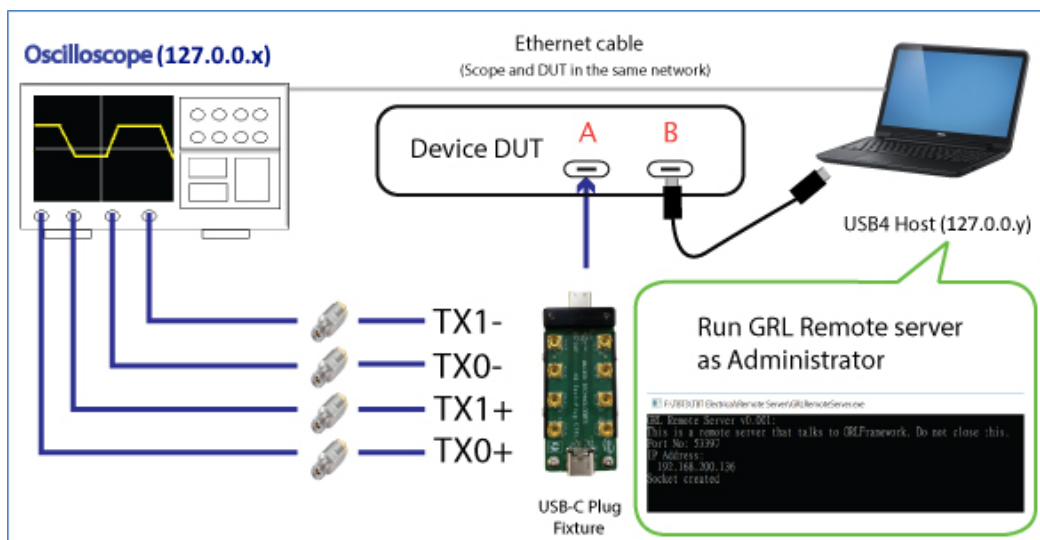 Oscilloscope (127.0.0.x)
Ethernet cable
(Scope and DUT in the same network)
Device DUT
A
B
USB4 Host (127.0.0.y)
TX1-
TX0-
TX1+
TX0+
USB-C Plug
Fixture
Run GRL Remote server
as Administrator
GRL Remote Server v0.001:
This is a remote server that talks to GRLFramework. Do not close this.
Port No: 53397
IP Address:
192.168.200.136
Socket created